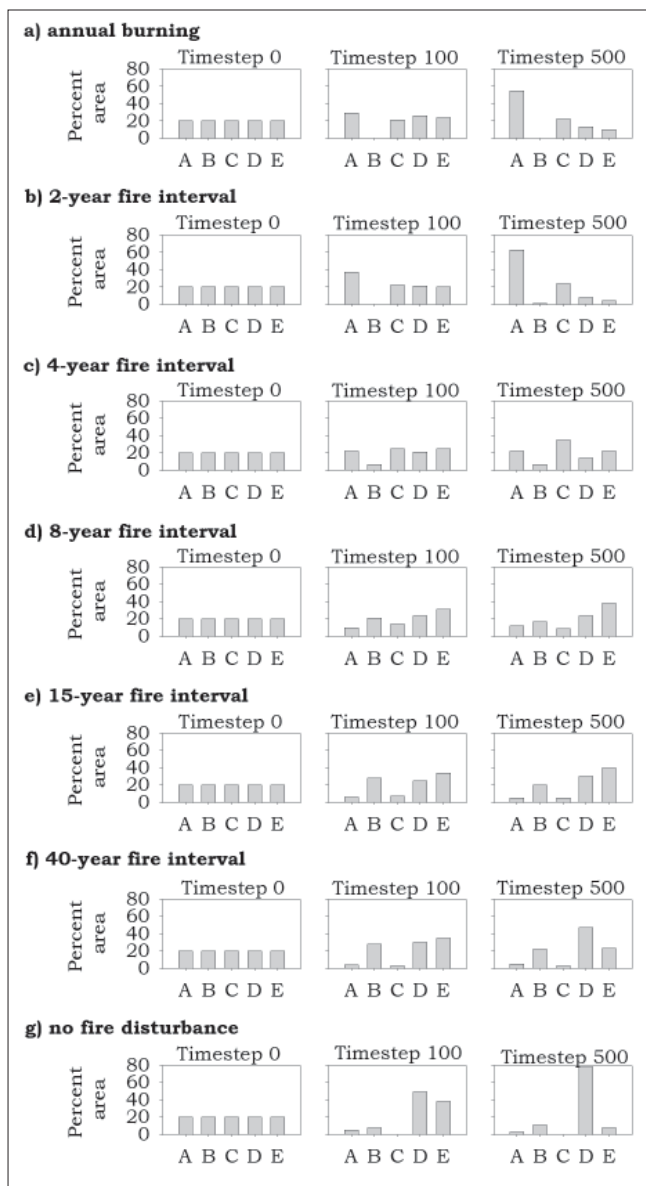 a) annual burning
Timestep 0 Timestep 100 Timestep 500
Percent area
80
60
40
20
0
A B C D E A B C D E A B C D E
b) 2-year fire interval
Timestep 0 Timestep 100 Timestep 500
Percent area
80
60
40
20
0
A B C D E A B C D E A B C D E
c) 4-year fire interval
Timestep 0 Timestep 100 Timestep 500
Percent area
80
60
40
20
0
A B C D E A B C D E A B C D E
d) 8-year fire interval
Timestep 0 Timestep 100 Timestep 500
Percent area
80
60
40
20
0
A B C D E A B C D E A B C D E
e) 15-year fire interval
Timestep 0 Timestep 100 Timestep 500
Percent area
80
60
40
20
0
A B C D E A B C D E A B C D E
f) 40-year fire interval
Timestep 0 Timestep 100 Timestep 500
Percent area
80
60
40
20
0
A B C D E A B C D E A B C D E
g) no fire disturbance
Timestep 0 Timestep 100 Timestep 500
Percent area
80
60
40
20
0
A B C D E A B C D E A B C D E